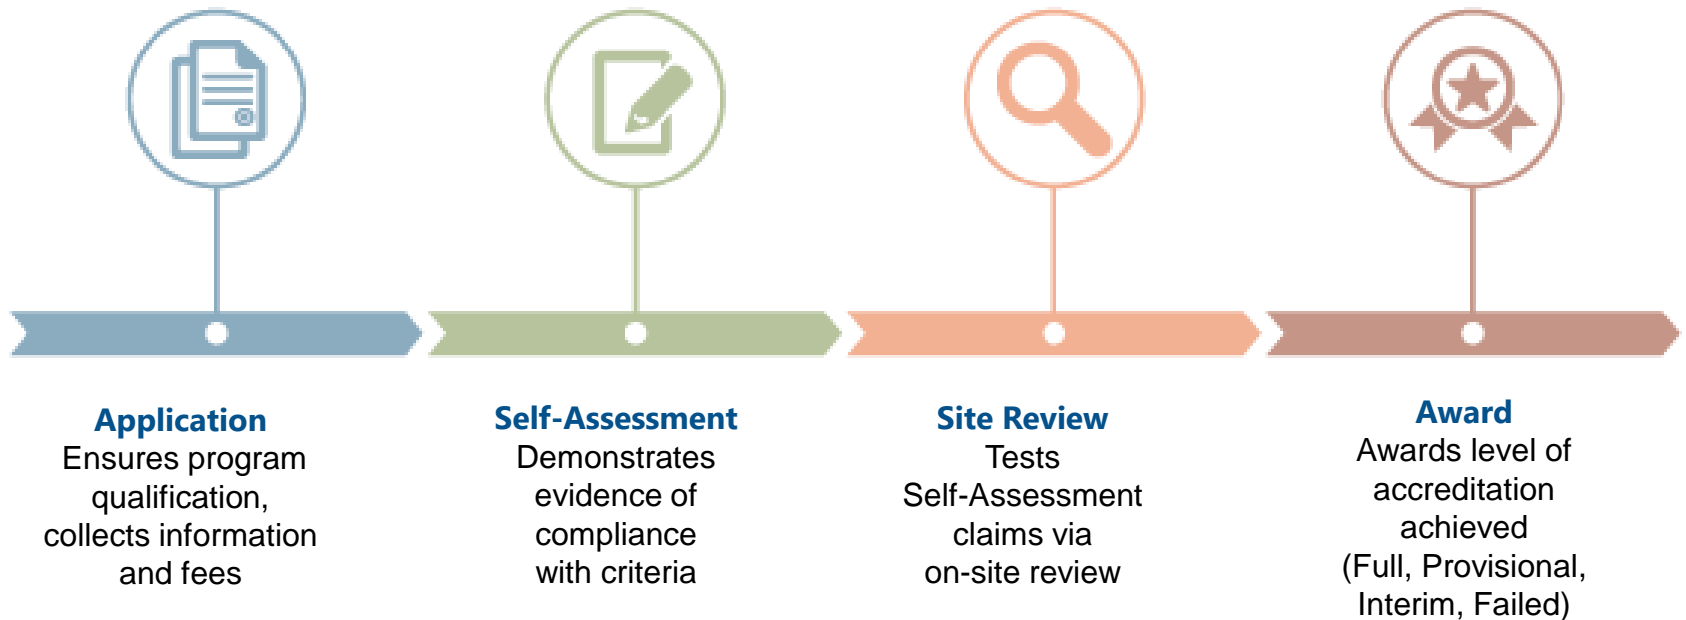 Application
Ensures program
qualification,
collects information
and fees
Self-Assessment
Demonstrates
evidence of
compliance
with criteria
Site Review
Tests
Self-Assessment
claims via
on-site review
Award
Awards level of
accreditation
achieved
(Full, Provisional,
Interim, Failed)